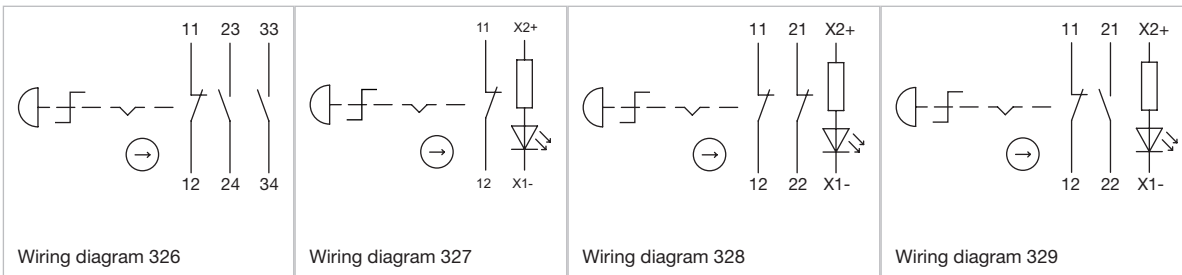 11 23 33
12 24 34
Wiring diagram 326
11 X2+
12 X1-
Wiring diagram 327
11 21 X2+
12 22 X1-
Wiring diagram 328
11 21 X2+
12 22 X1-
Wiring diagram 329